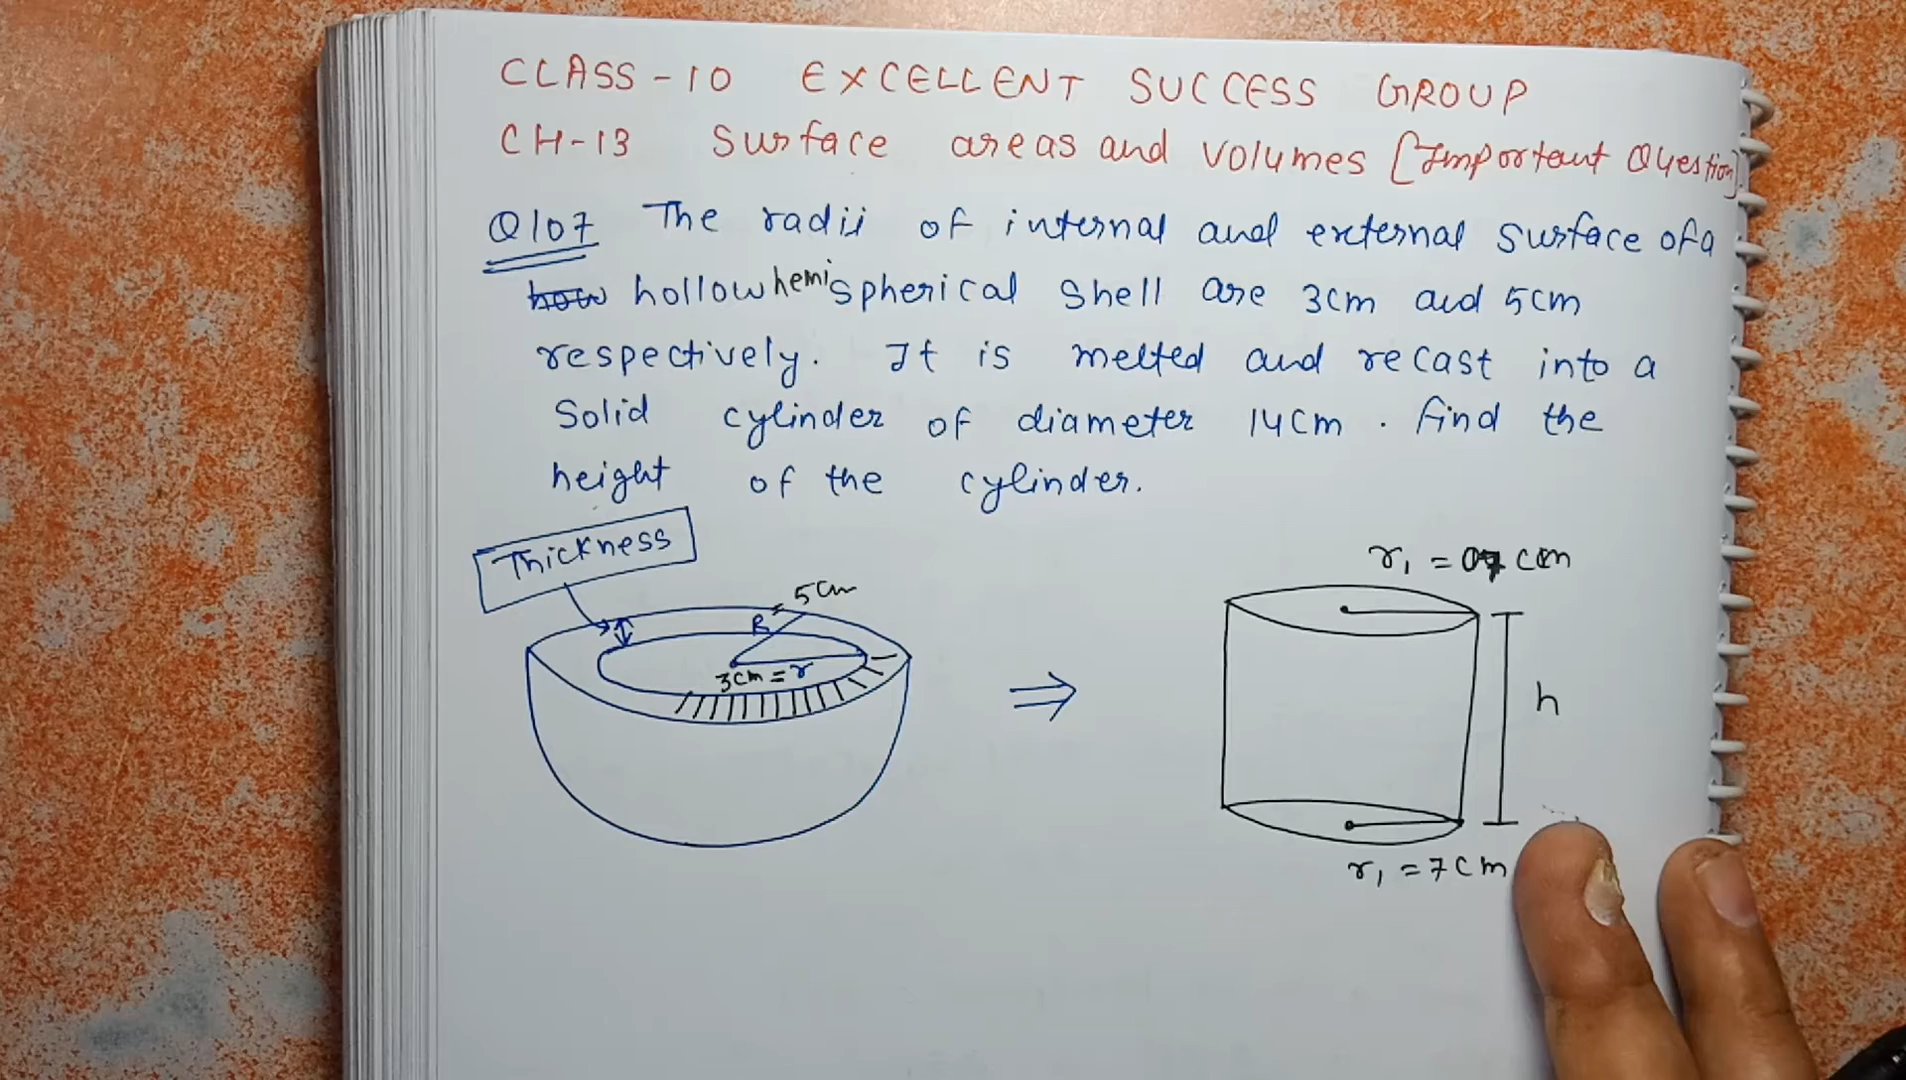 CLASS-10 EXCELLENT SUCCESS GROUP
CH-13 Surface areas and volumes [Important Question]
Q107 The radii of internal and external surface of a
hollow hemispherical shell are 3cm and 5cm
respectively. It is melted and recast into a
Solid cylinder of diameter 14cm. find the
height of the cylinder.
Thickness
5cm
R
3cm = r
⇒
r₁ = 7 cm
h
r₁ = 7cm